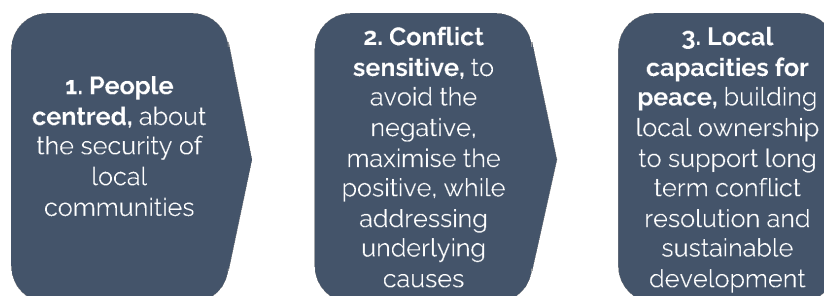 1. People
centred, about
the security of
local
communities
2. Conflict
sensitive, to
avoid the
negative,
maximise the
positive, while
addressing
underlying
causes
3. Local
capacities for
peace, building
local ownership
to support long
term conflict
resolution and
sustainable
development